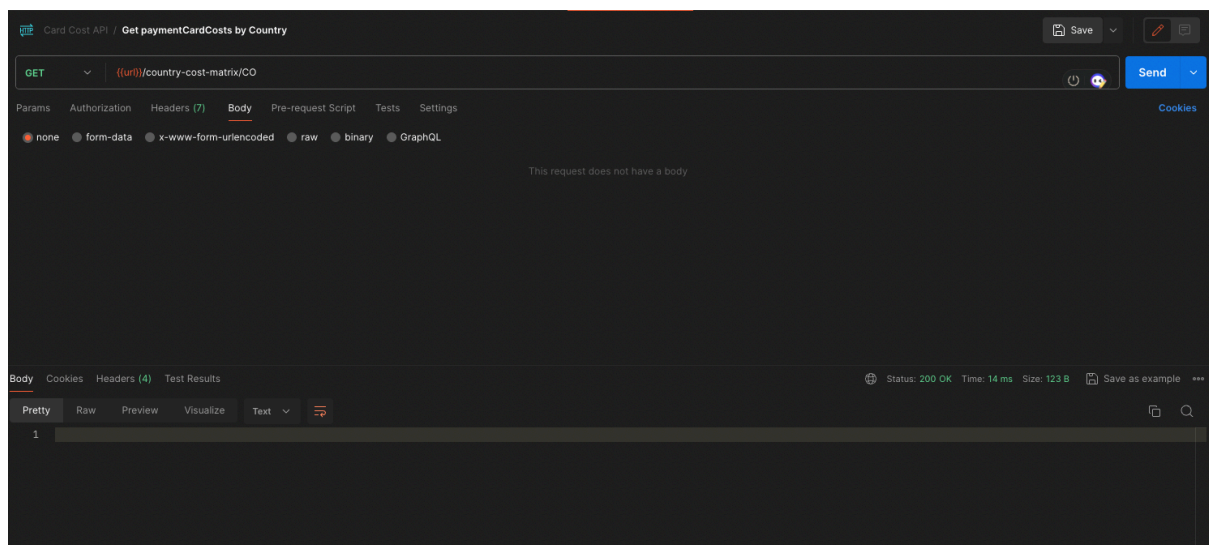 HTTP Card Cost API / Get paymentCardCosts by Country Save
GET {{url}}/country-cost-matrix/CO Send
Params Authorization Headers (7) Body Pre-request Script Tests Settings Cookies
none form-data x-www-form-urlencoded raw binary GraphQL
This request does not have a body
Body Cookies Headers (4) Test Results Status: 200 OK Time: 14 ms Size: 123 B Save as example
Pretty Raw Preview Visualize Text
1